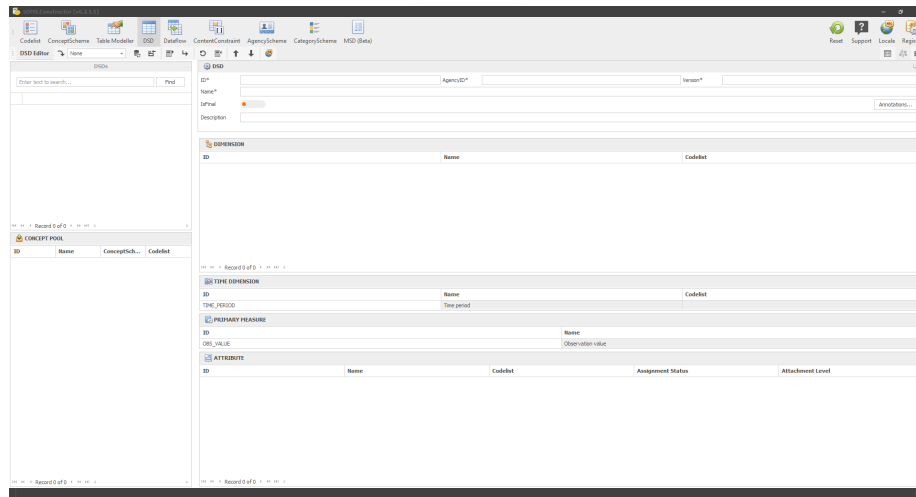 SDMX Constructor
Codelist ConceptScheme Table Modeller DSD Dataflow ContentConstraint AgencyScheme CategoryScheme MSD (Beta) Reset Support Locale
DSD Editor None
DSDs
Enter text to search... Find
Record 0 of 0
CONCEPT POOL
ID Name ConceptSch... Codelist
Record 0 of 0
DSD
ID* AgencyID* Version*
Name*
IsFinal
Annotations...
Description
DIMENSION
ID Name Codelist
Record 0 of 0
TIME DIMENSION
ID Name Codelist
TIME_PERIOD Time period
PRIMARY MEASURE
ID Name
OBS_VALUE Observation value
ATTRIBUTE
ID Name Codelist Assignment Status Attachment Level
Record 0 of 0